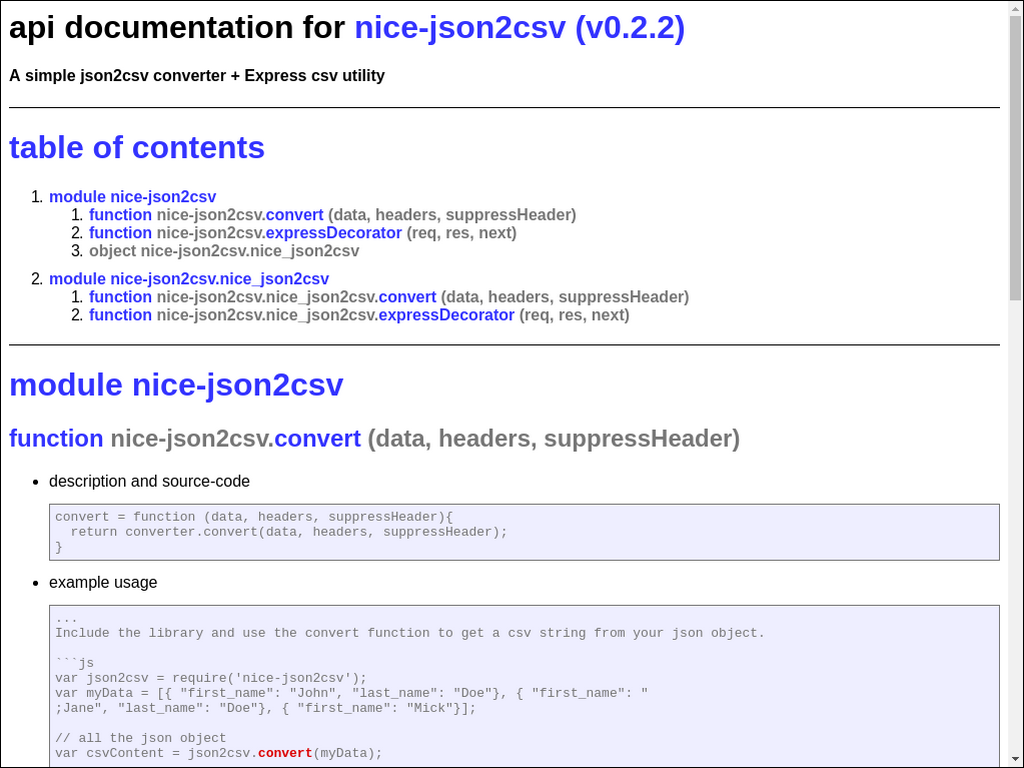 api documentation for nice-json2csv (v0.2.2)
A simple json2csv converter + Express csv utility
table of contents
1. module nice-json2csv
1. function nice-json2csv.convert (data, headers, suppressHeader)
2. function nice-json2csv.expressDecorator (req, res, next)
3. object nice-json2csv.nice_json2csv
2. module nice-json2csv.nice_json2csv
1. function nice-json2csv.nice_json2csv.convert (data, headers, suppressHeader)
2. function nice-json2csv.nice_json2csv.expressDecorator (req, res, next)
module nice-json2csv
function nice-json2csv.convert (data, headers, suppressHeader)
• description and source-code
convert = function (data, headers, suppressHeader){
  return converter.convert(data, headers, suppressHeader);
}
• example usage
...
Include the library and use the convert function to get a csv string from your json object.
```js
var json2csv = require('nice-json2csv');
var myData = [{ "first_name": "John", "last_name": "Doe"}, { "first_name": "
;Jane", "last_name": "Doe"}, { "first_name": "Mick"}];
// all the json object
var csvContent = json2csv.convert(myData);